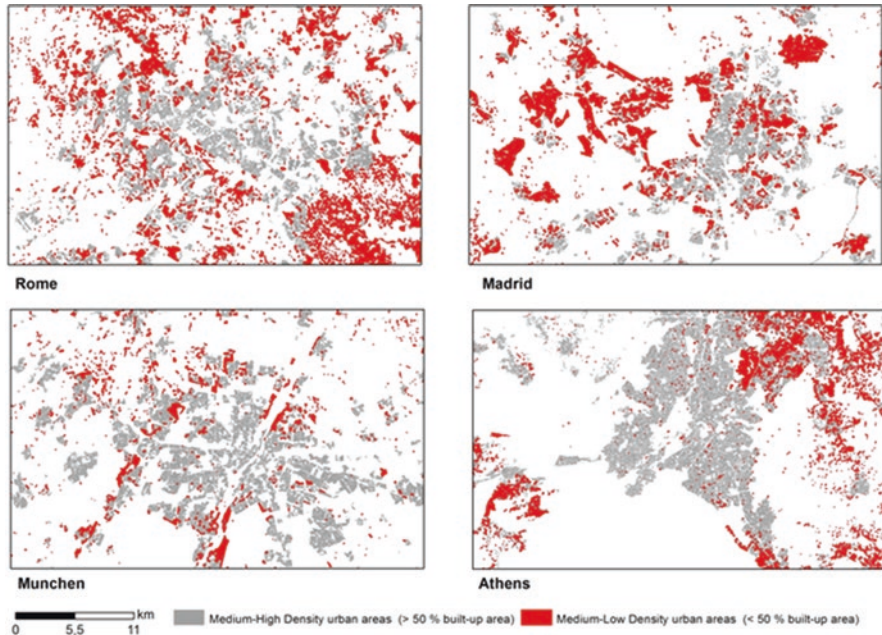 Rome
Madrid
Munchen
Athens
km
0 5.5 11
Medium-High Density urban areas (> 50 % built-up area)
Medium-Low Density urban areas (< 50 % built-up area)